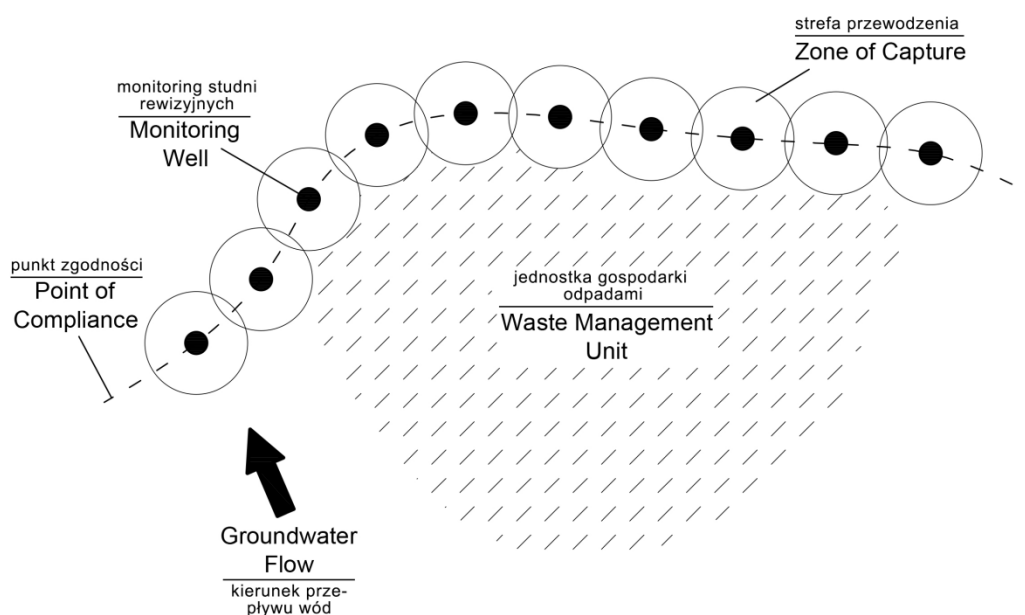 strefa przewodzenia
Zone of Capture
monitoring studni
rewizyjnych
Monitoring
Well
punkt zgodności
Point of
Compliance
jednostka gospodarki
odpadami
Waste Management
Unit
Groundwater
Flow
kierunek prze-
pływu wód